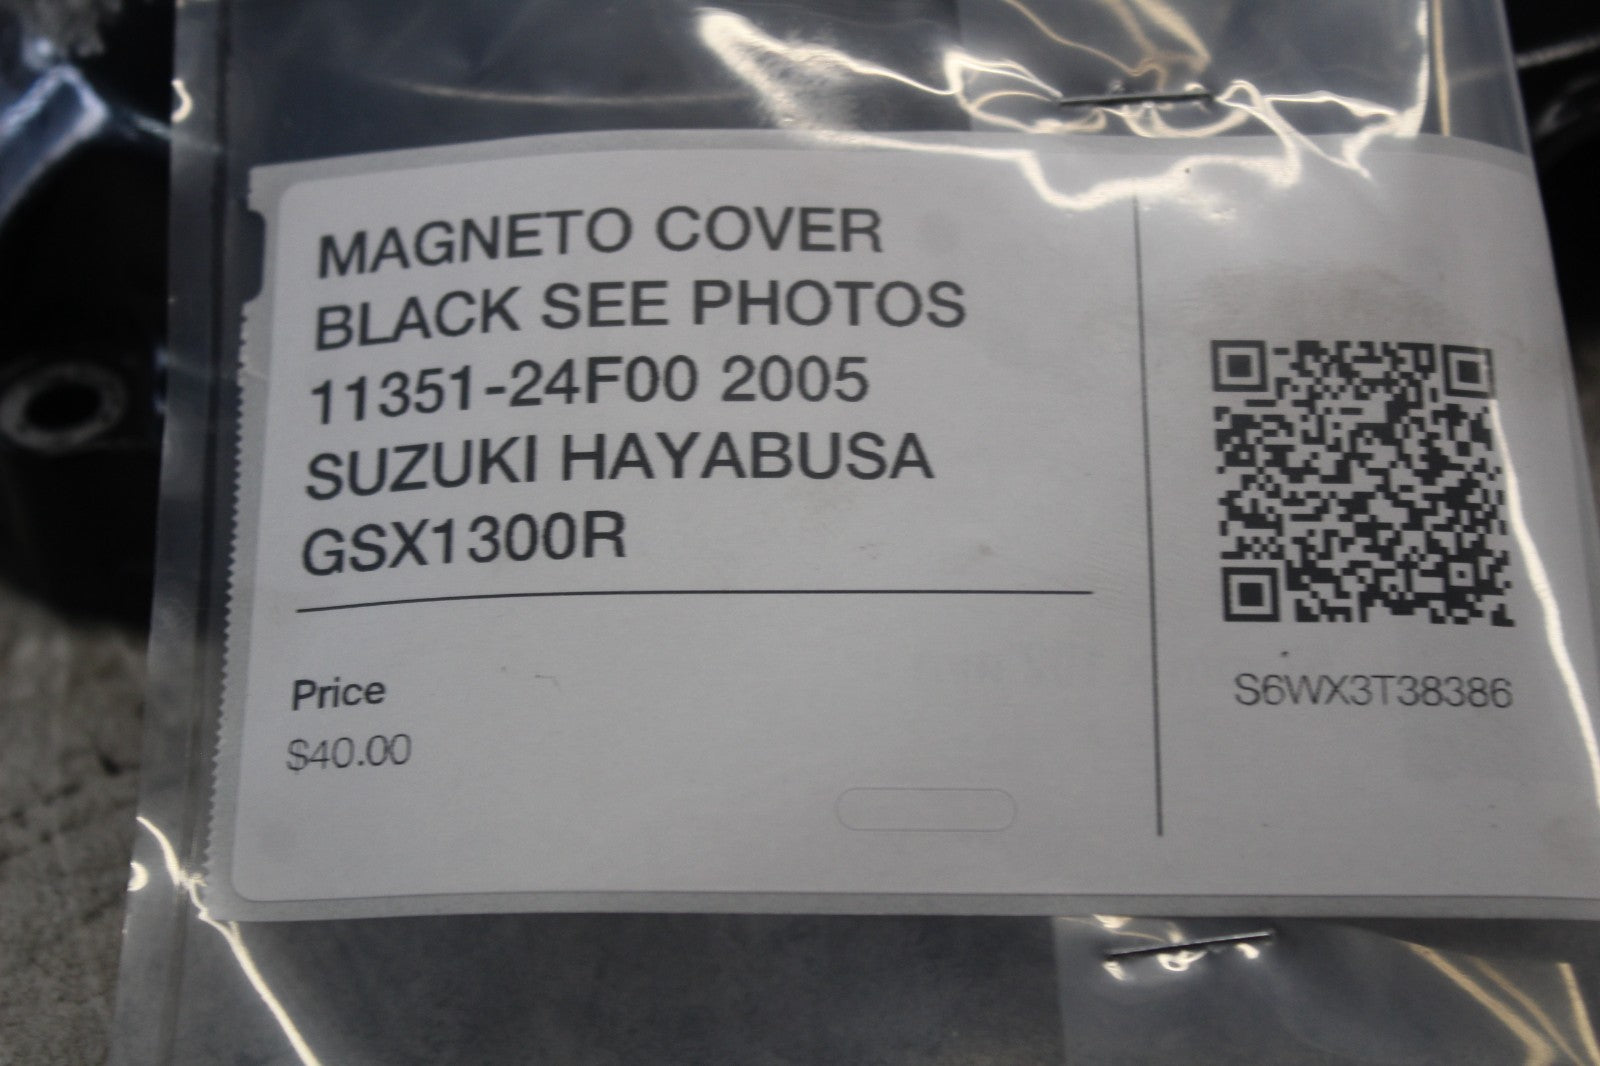 MAGNETO COVER
BLACK SEE PHOTOS
11351-24F00 2005
SUZUKI HAYABUSA
GSX1300R
Price
$40.00
S6WX3T38386